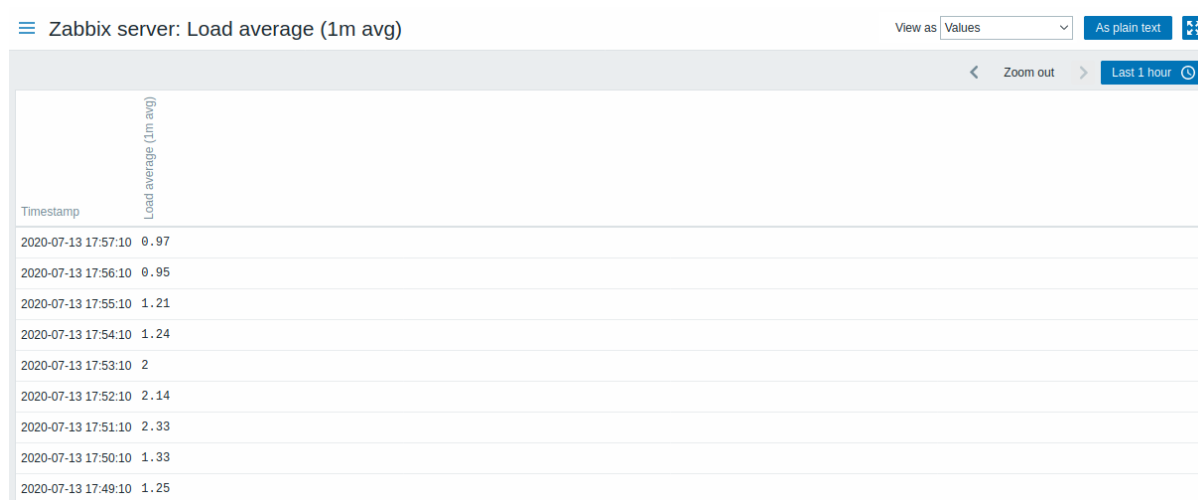 Zabbix server: Load average (1m avg)
View as Values As plain text
Zoom out Last 1 hour
Timestamp Load average (1m avg)
2020-07-13 17:57:10 0.97
2020-07-13 17:56:10 0.95
2020-07-13 17:55:10 1.21
2020-07-13 17:54:10 1.24
2020-07-13 17:53:10 2
2020-07-13 17:52:10 2.14
2020-07-13 17:51:10 2.33
2020-07-13 17:50:10 1.33
2020-07-13 17:49:10 1.25